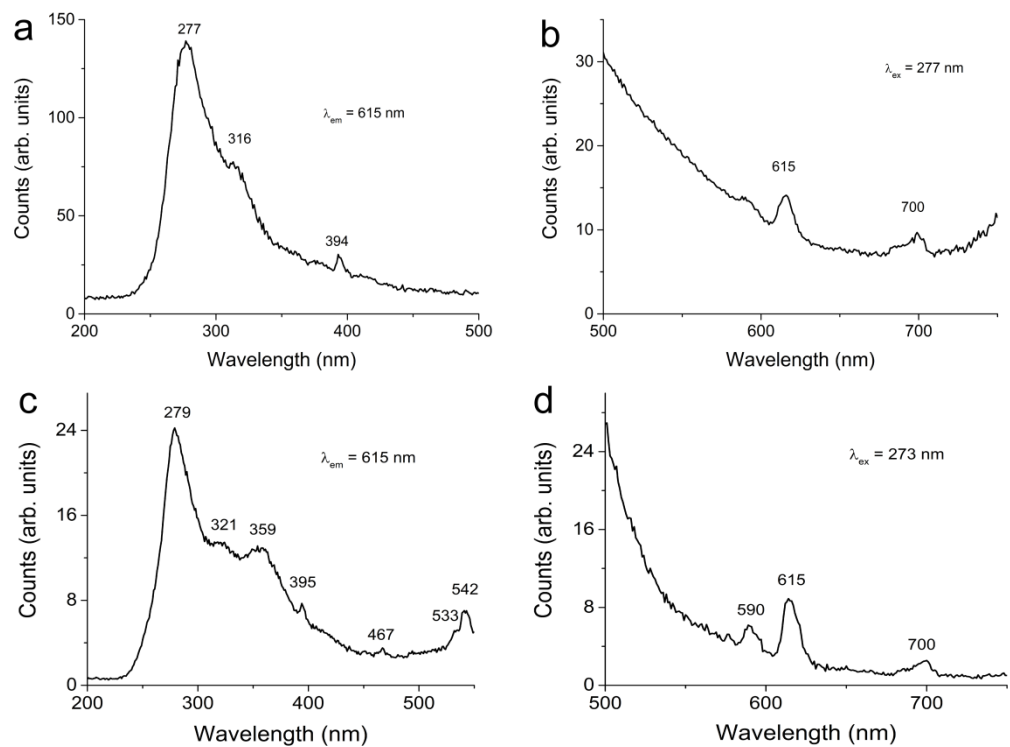 a
150
100
50
0
277
316
394
λem = 615 nm
200 300 400 500
Wavelength (nm)
Counts (arb. units)
b
30
20
10
0
615
700
λex = 277 nm
500 600 700
Wavelength (nm)
Counts (arb. units)
c
24
16
8
0
279
321
359
395
467
533
542
λem = 615 nm
200 300 400 500
Wavelength (nm)
Counts (arb. units)
d
24
16
8
0
590
615
700
λex = 273 nm
500 600 700
Wavelength (nm)
Counts (arb. units)